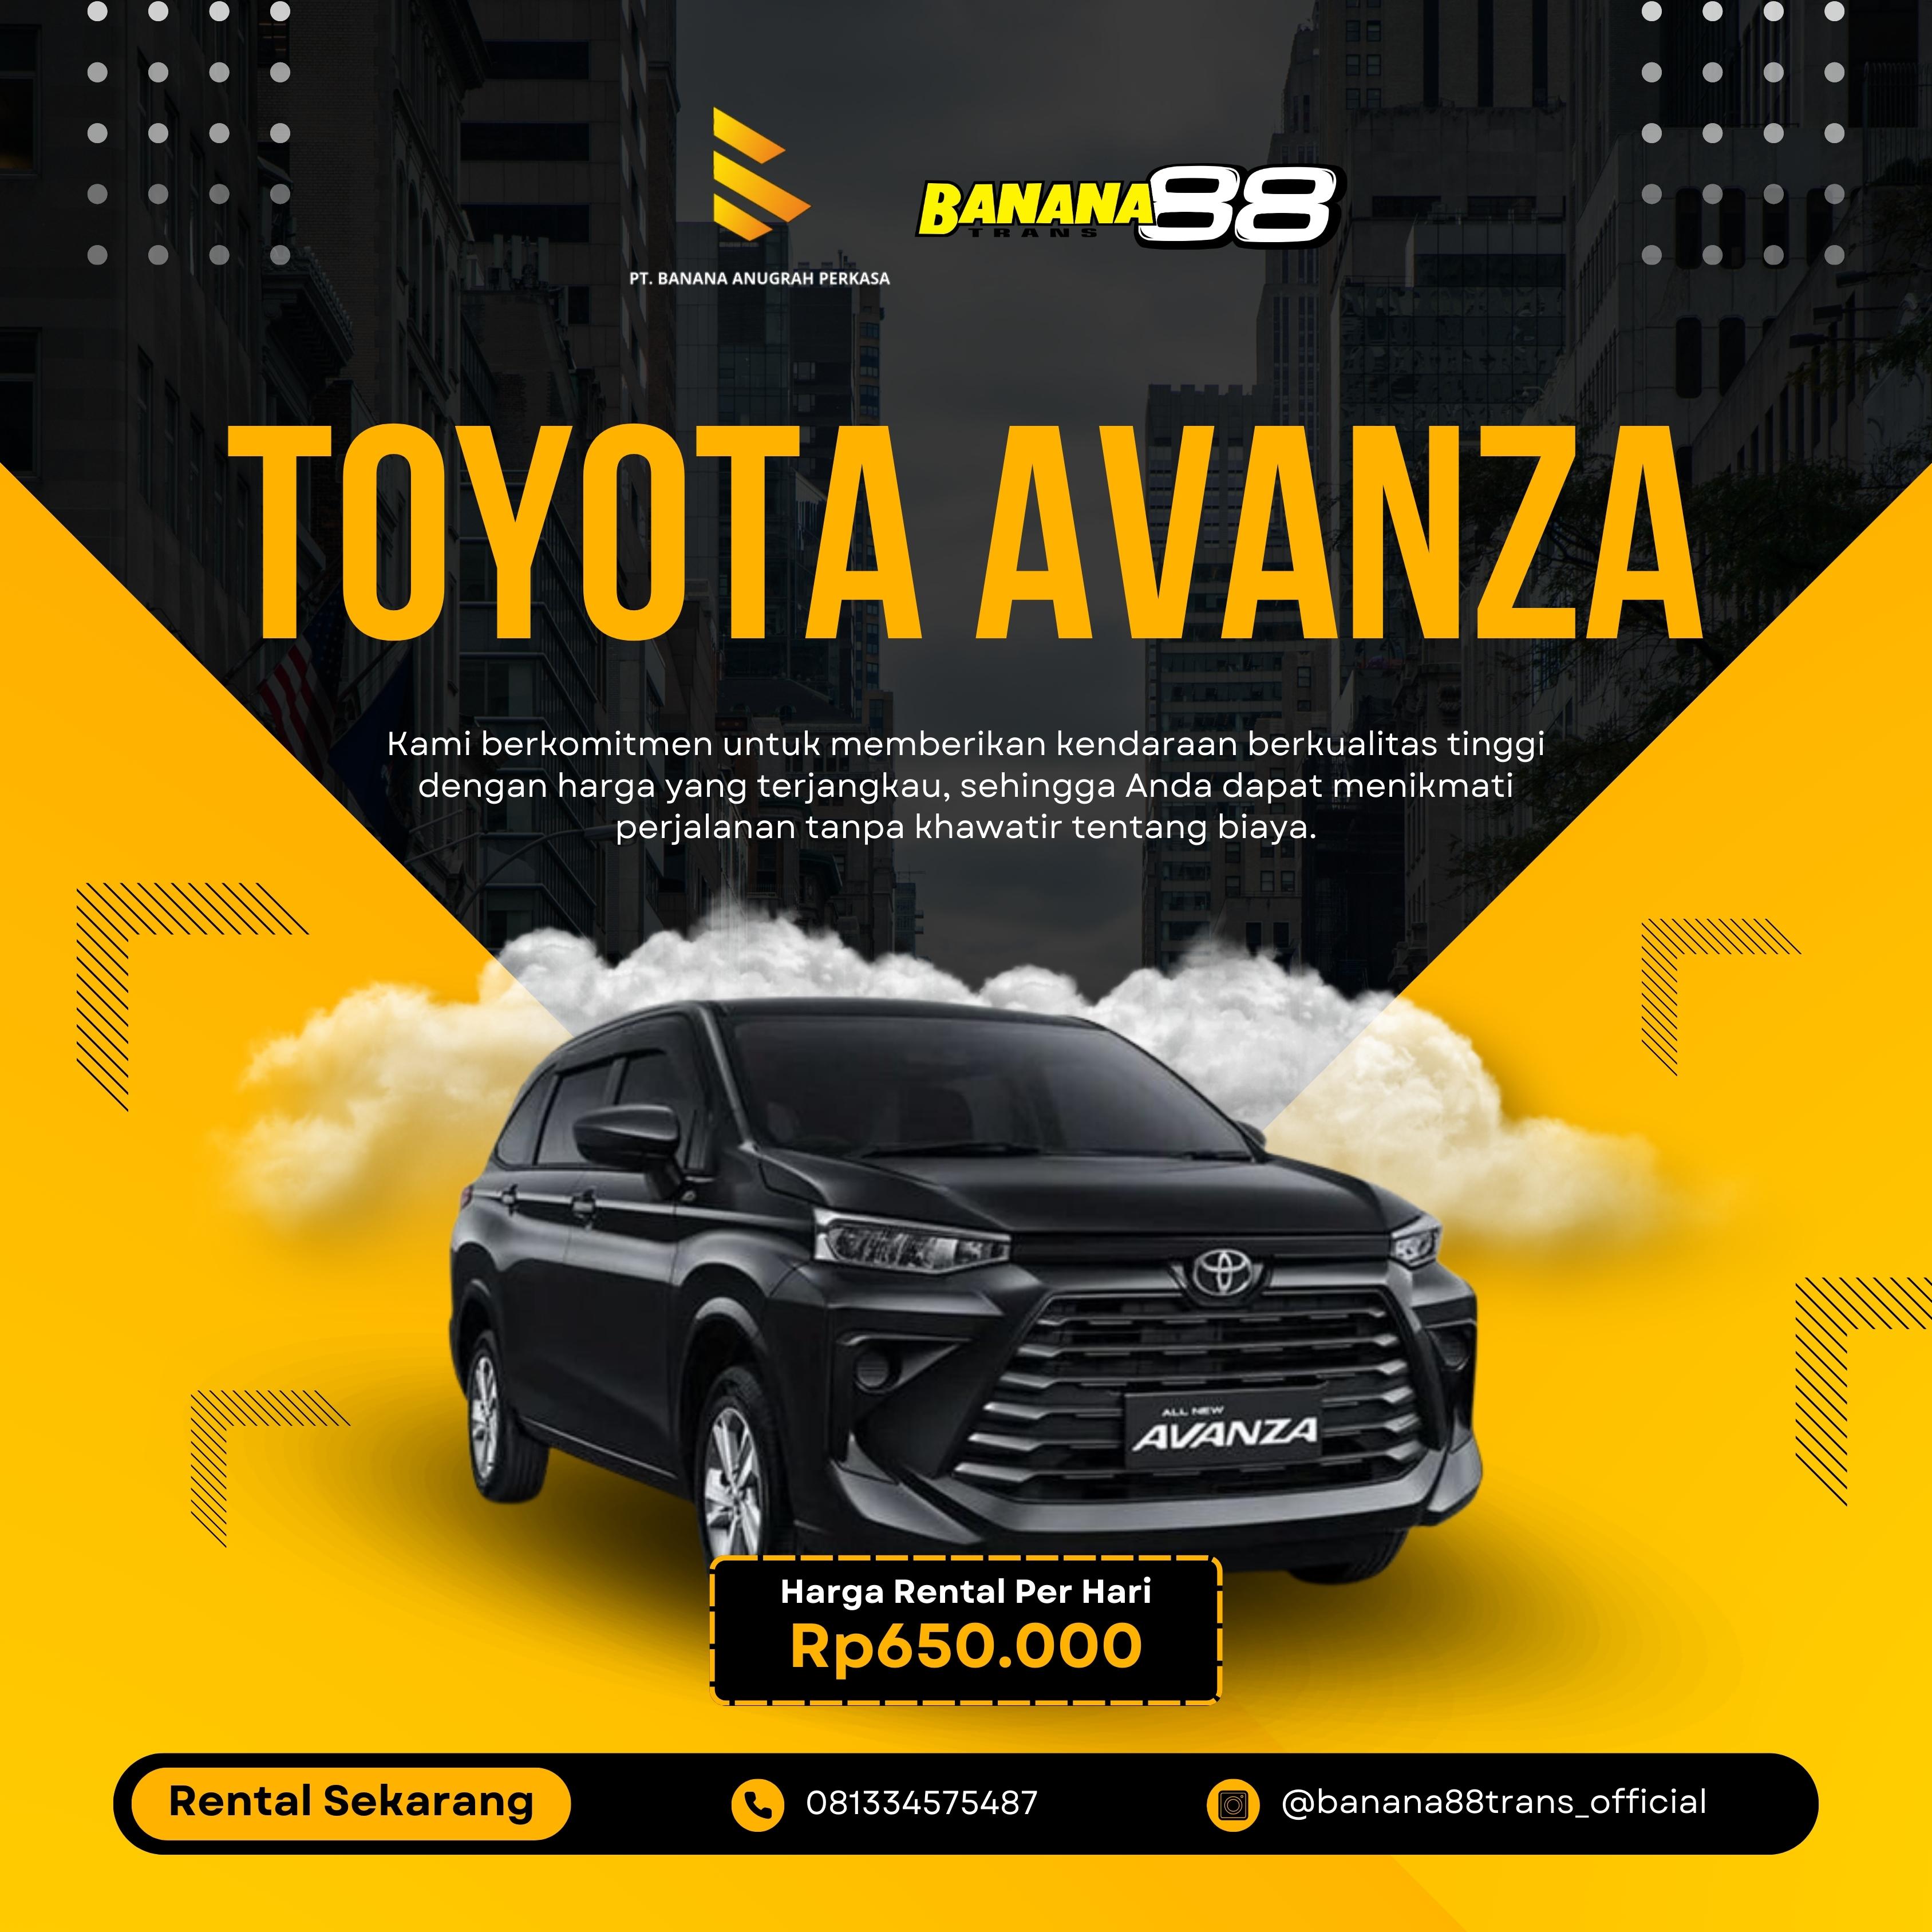 PT. BANANA ANUGRAH PERKASA
BANANA 88
TRANS
TOYOTA AVANZA
Kami berkomitmen untuk memberikan kendaraan berkualitas tinggi
dengan harga yang terjangkau, sehingga Anda dapat menikmati
perjalanan tanpa khawatir tentang biaya.
ALL NEW
AVANZA
Harga Rental Per Hari
Rp650.000
Rental Sekarang
081334575487
@banana88trans_official